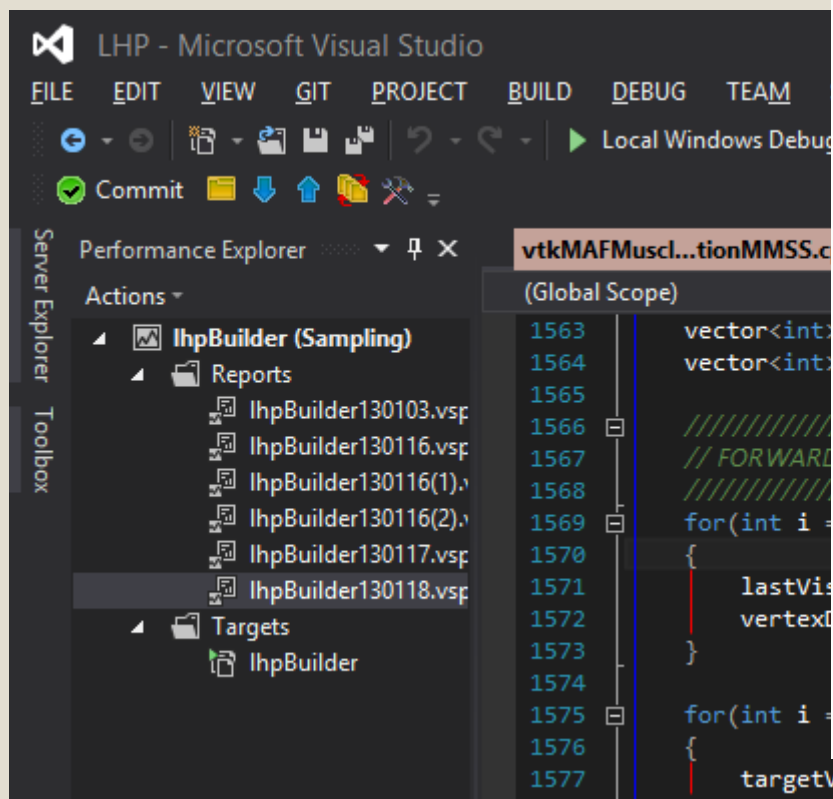 LHP - Microsoft Visual Studio
FILE EDIT VIEW GIT PROJECT BUILD DEBUG TEAM
Local Windows Debug
Commit
Server Explorer
Toolbox
Performance Explorer
Actions
lhpBuilder (Sampling)
Reports
lhpBuilder130103.vsp
lhpBuilder130116.vsp
lhpBuilder130116(1).v
lhpBuilder130116(2).v
lhpBuilder130117.vsp
lhpBuilder130118.vsp
Targets
lhpBuilder
vtkMAFMuscl...tionMMSS.c
(Global Scope)
1563 vector<int>
1564 vector<int>
1565
1566 /////////////
1567 // FORWARD
1568 /////////////
1569 for(int i =
1570 {
1571 lastVis
1572 vertexD
1573 }
1574
1575 for(int i =
1576 {
1577 targetV